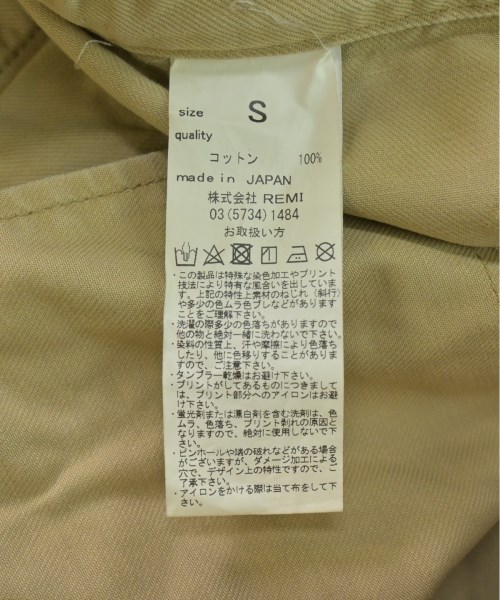 size S
quality
コットン 100%
made in JAPAN
株式会社 REMI
03(5734)1484
お取扱い方
・この製品は特殊な染色加工やプリント
技法により特有な風合いを出していま
す。上記の特性上素材のねじれ（斜行）
や多少の色ムラ色ブレなどがあります
ことをご理解下さい。
・洗濯の際多少の色落ちがありますので
他の物と絶対一緒に洗わないで下さい。
・染料の性質上、汗や摩擦により色落ち
したり、他に色移りすることがありま
すので、ご注意下さい。
・タンブラー乾燥はお避け下さい。
・プリントがしてあるものにつきまして
は、プリント部分へのアイロンはお避
け下さい。
・蛍光剤または漂白剤を含む洗剤は、色
ムラ、色落ち、プリント剥れの原因と
なりますので、絶対に使用しないで下
さい。
・ピンホールや端の破れなどがある場合
がございますが、ダメージ加工による
穴で、デザイン上の特性ですので、ご
了承下さい。
・アイロンをかける際は当て布をして下
さい。